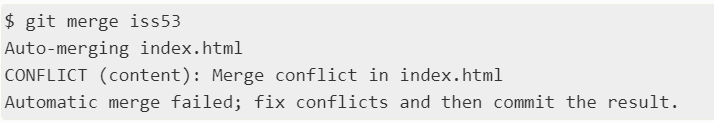 $ git merge iss53
Auto-merging index.html
CONFLICT (content): Merge conflict in index.html
Automatic merge failed; fix conflicts and then commit the result.